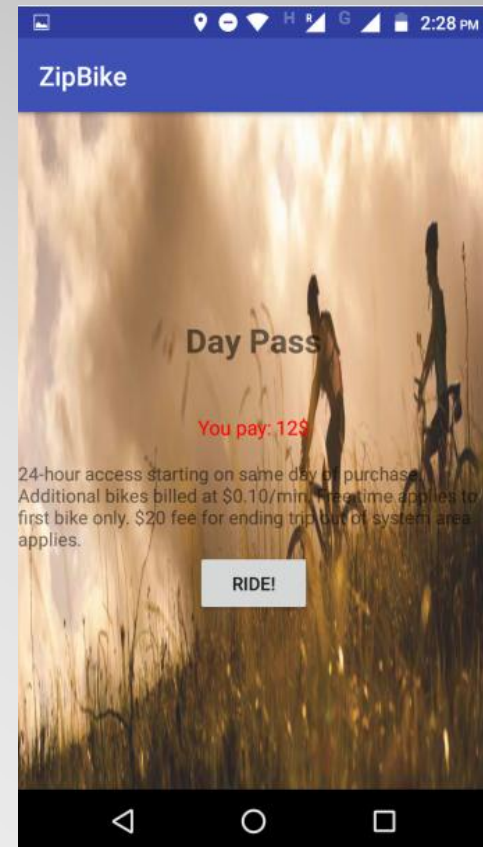 H R G 2:28 PM
ZipBike
Day Pass
You pay: 12$
24-hour access starting on same day of purchase.
Additional bikes billed at $0.10/min. Free time applies to
first bike only. $20 fee for ending trip out of system area
applies.
RIDE!